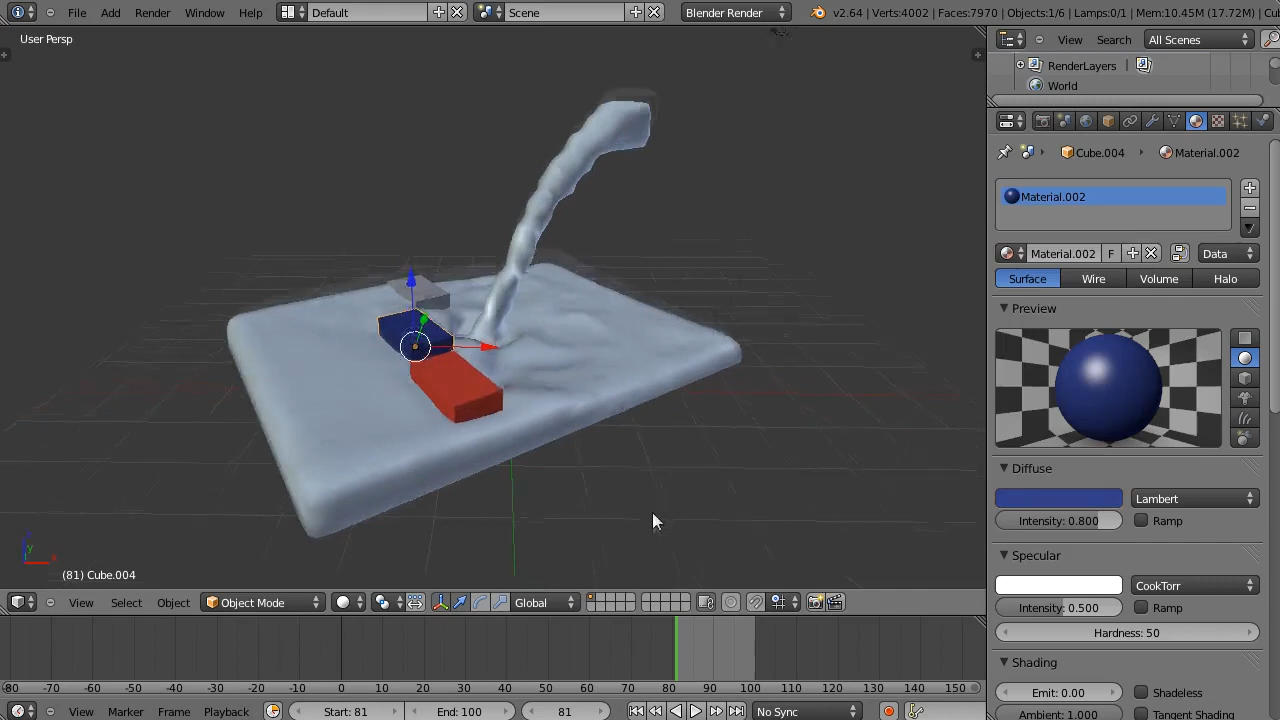 File Add Render Window Help Default Scene Blender Render v2.64 | Verts:4002 | Faces:7970 | Objects:1/6 | Lamps:0/1 | Mem:10.45M (17.72M) | Cu
User Persp
View Search All Scenes
RenderLayers
World
Cube.004 Material.002
Material.002
Material.002 F Data
Surface Wire Volume Halo
Preview
Diffuse
Lambert
Intensity: 0.800 Ramp
Specular
CookTorr
Intensity: 0.500 Ramp
Hardness: 50
Shading
Emit: 0.00 Shadeless
Ambient: 1.000 Tangent Shading
y x
(81) Cube.004
View Select Object Object Mode Global
-80 -70 -60 -50 -40 -30 -20 -10 0 10 20 30 40 50 60 70 80 90 100 110 120 130 140 150
View Marker Frame Playback Start: 81 End: 100 81 No Sync